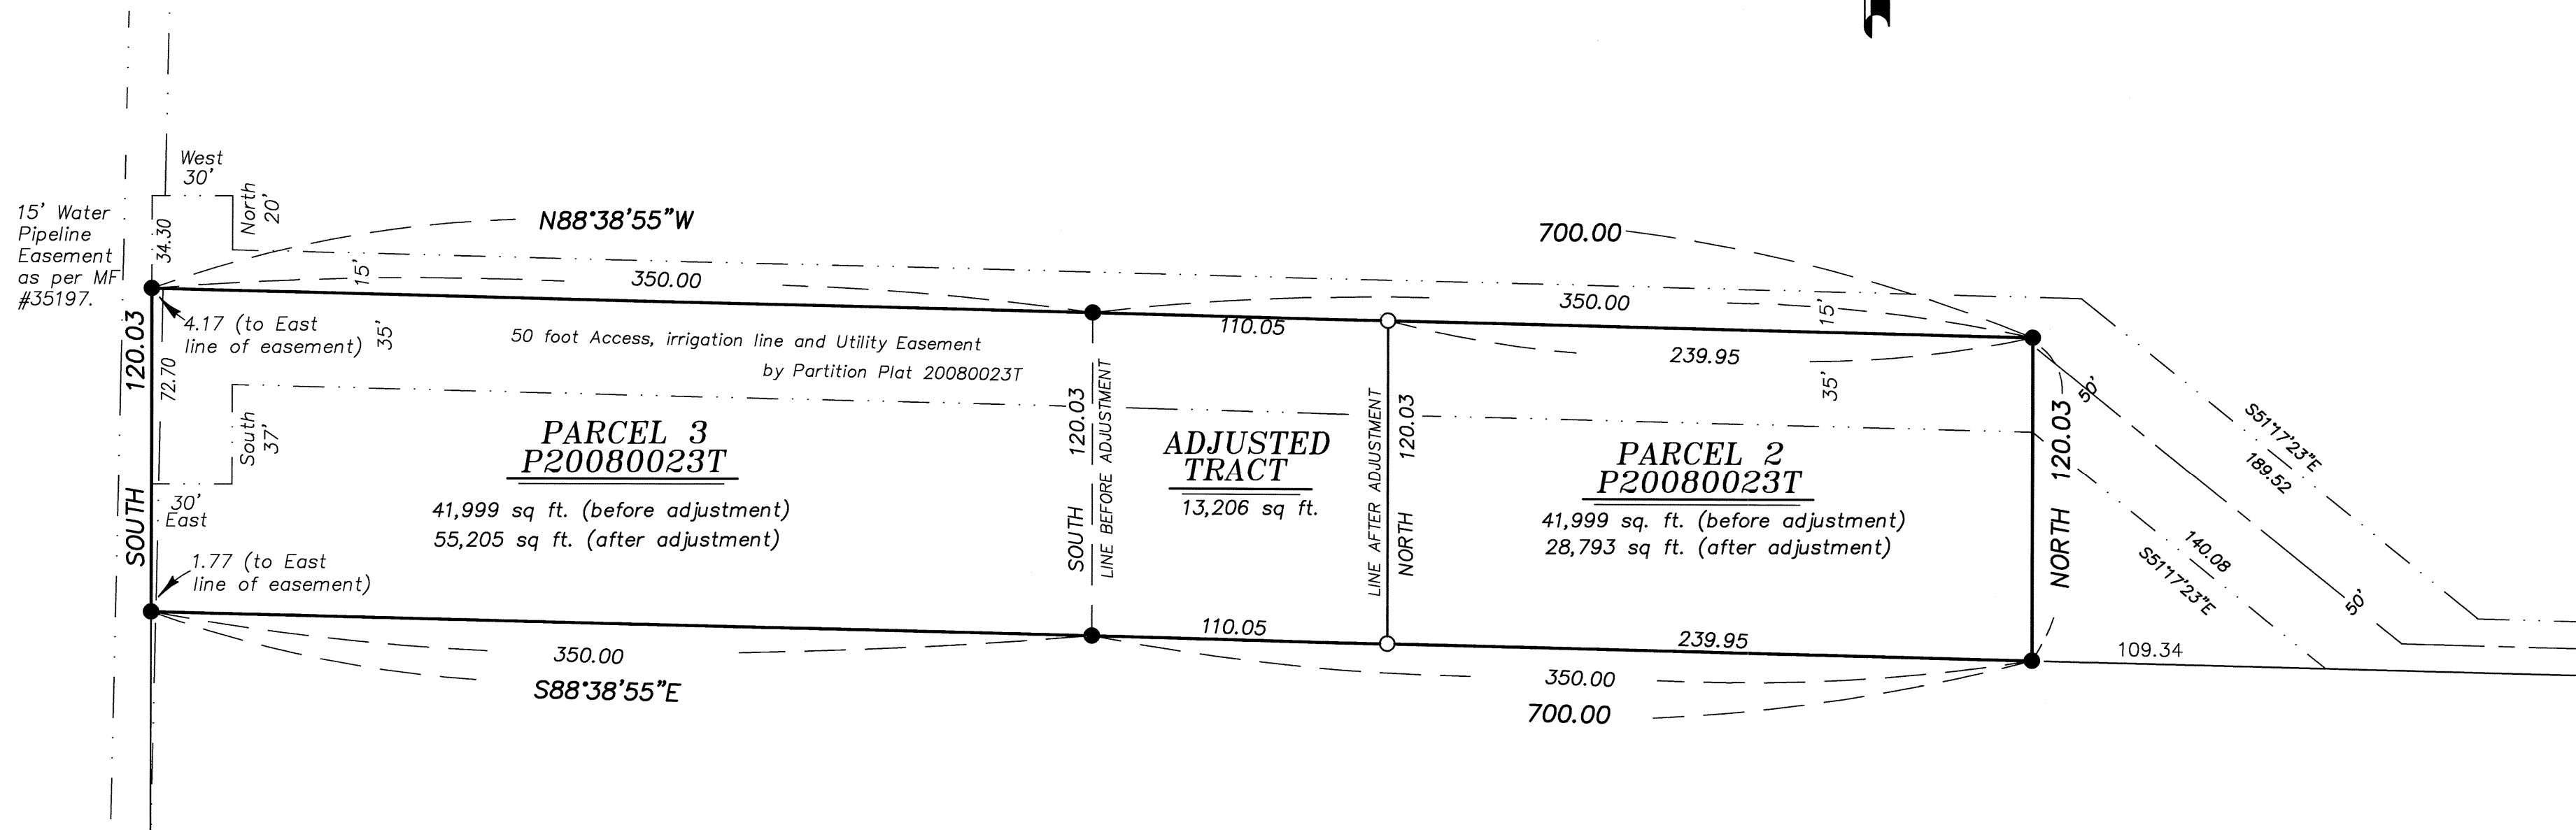 West
30'
North
20'
15' Water
Pipeline
Easement
as per MF
#35197.
34.30
N88°38'55"W
700.00
15'
350.00
350.00
15'
4.17 (to East
line of easement)
35'
50 foot Access, irrigation line and Utility Easement
by Partition Plat 20080023T
110.05
239.95
35'
120.03
72.70
SOUTH
South
37'
30'
East
1.77 (to East
line of easement)
PARCEL 3
P20080023T
41,999 sq ft. (before adjustment)
55,205 sq ft. (after adjustment)
120.03
SOUTH
LINE BEFORE ADJUSTMENT
ADJUSTED
TRACT
13,206 sq ft.
LINE AFTER ADJUSTMENT
120.03
NORTH
PARCEL 2
P20080023T
41,999 sq. ft. (before adjustment)
28,793 sq ft. (after adjustment)
120.03
NORTH
50'
S51°17'23"E
189.52
140.08
S51°17'23"E
50'
109.34
110.05
239.95
350.00
S88°38'55"E
350.00
700.00